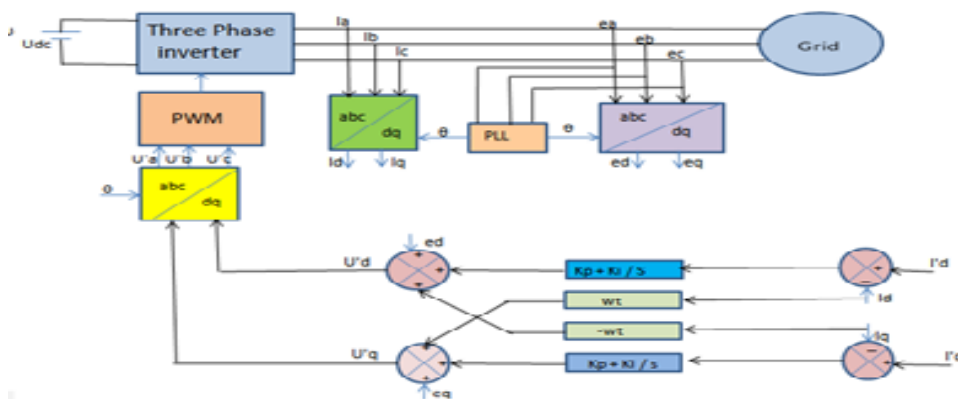 Ia
ea
Three Phase
inverter
Udc
Ib
eb
Grid
Ic
ec
PWM
abc
dq
θ
PLL
θ
abc
dq
U'a U'b U'c
Id
Iq
ed
eq
θ
abc
dq
ed
U'd
Kp + Ki / s
I'd
Id
wt
-wt
Iq
U'q
Kp + Ki / s
eq